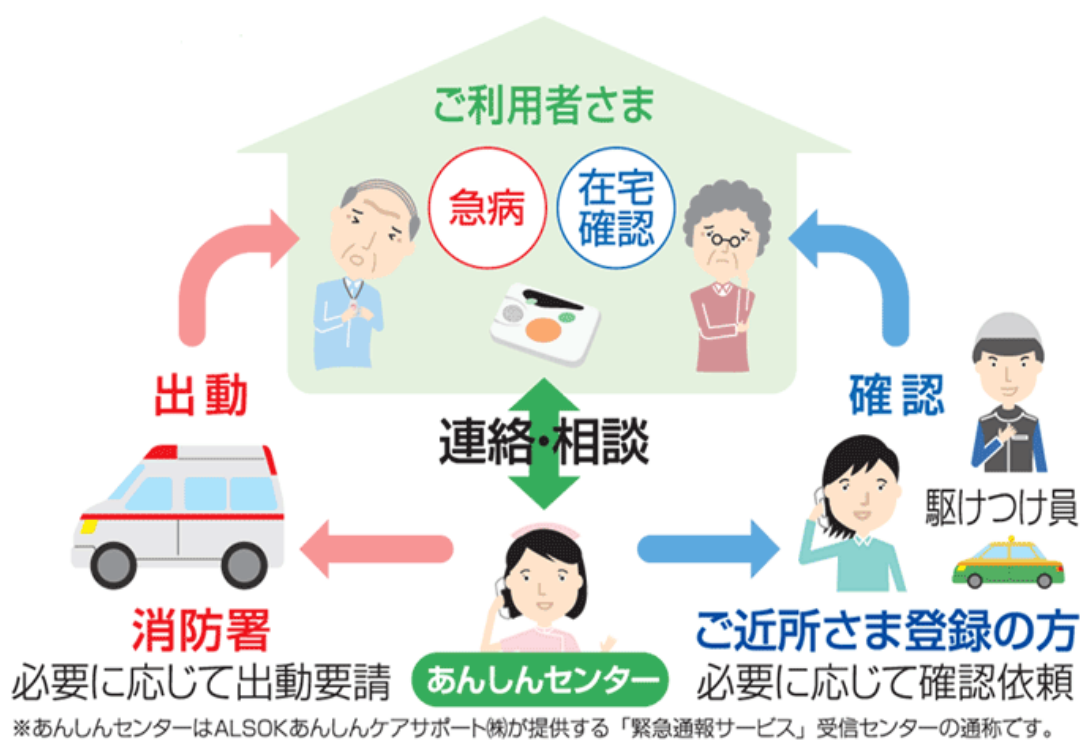 ご利用者さま
急病
在宅
確認
出動
確認
連絡・相談
駆けつけ員
消防署
必要に応じて出動要請
あんしんセンター
ご近所さま登録の方
必要に応じて確認依頼
※あんしんセンターはALSOKあんしんケアサポート㈱が提供する「緊急通報サービス」受信センターの通称です。